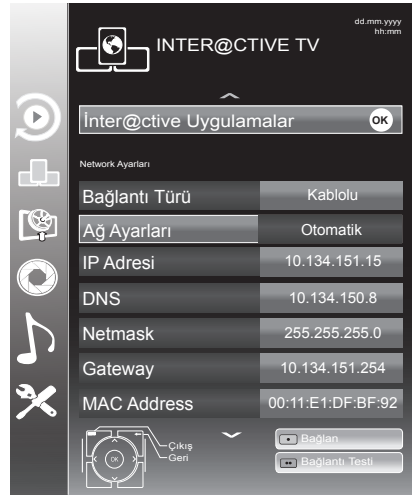 INTER@CTIVE TV
dd.mm.yyyy
hh:mm
İnter@ctive Uygulamalar OK
Network Ayarları
Bağlantı Türü Kablolu
Ağ Ayarları Otomatik
IP Adresi 10.134.151.15
DNS 10.134.150.8
Netmask 255.255.255.0
Gateway 10.134.151.254
MAC Address 00:11:E1:DF:BF:92
OK
Çıkış
Geri
Bağlan
Bağlantı Testi